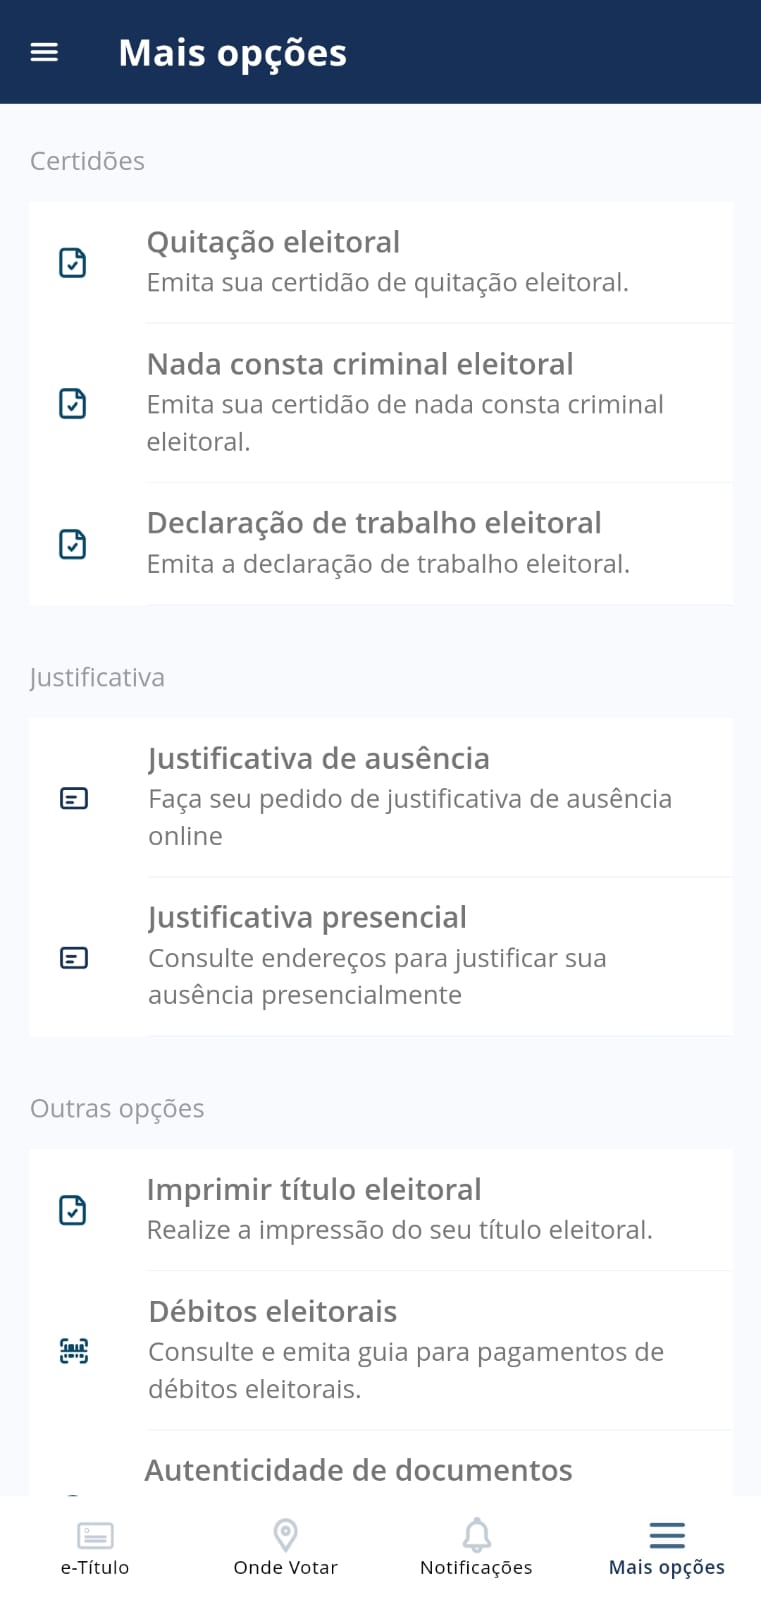 Mais opções
Certidões
Quitação eleitoral
Emita sua certidão de quitação eleitoral.
Nada consta criminal eleitoral
Emita sua certidão de nada consta criminal
eleitoral.
Declaração de trabalho eleitoral
Emita a declaração de trabalho eleitoral.
Justificativa
Justificativa de ausência
Faça seu pedido de justificativa de ausência
online
Justificativa presencial
Consulte endereços para justificar sua
ausência presencialmente
Outras opções
Imprimir título eleitoral
Realize a impressão do seu título eleitoral.
Débitos eleitorais
Consulte e emita guia para pagamentos de
débitos eleitorais.
Autenticidade de documentos
e-Título
Onde Votar
Notificações
Mais opções